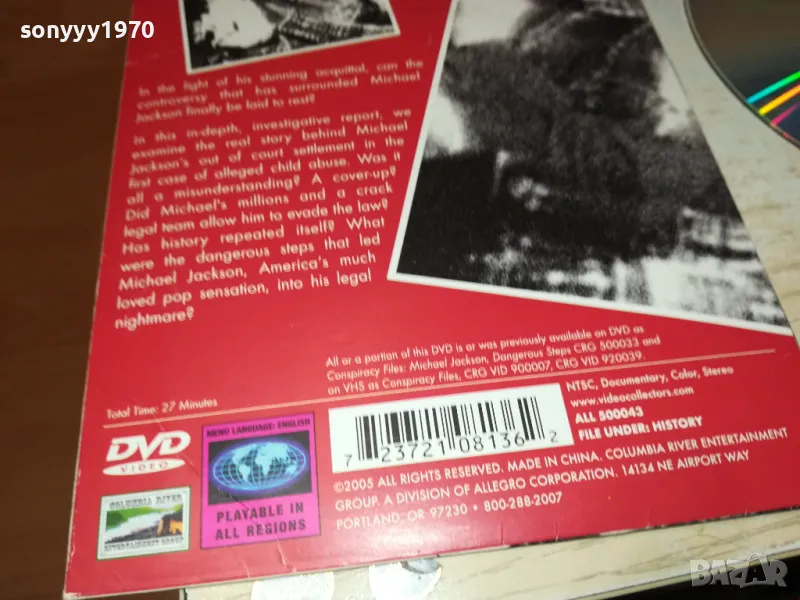 sonyyy1970
In the light of his stunning acquittal, can the
controversy that has surrounded Michael
Jackson finally be laid to rest?
In this in-depth, investigative report, we
examine the real story behind Michael
Jackson's out of court settlement in the
first case of alleged child abuse. Was it
all a misunderstanding? A cover-up?
Did Michael's millions and a crack
legal team allow him to evade the law?
Has history repeated itself? What
were the dangerous steps that led
Michael Jackson, America's much
loved pop sensation, into his legal
nightmare?
All or a portion of this DVD is or was previously available on DVD as
Conspiracy Files: Michael Jackson, Dangerous Steps CRG 500033 and
on VHS as Conspiracy Files, CRG VID 900007, CRG VID 920039.
Total Time: 27 Minutes
NTSC, Documentary, Color, Stereo
www.videocollectors.com
ALL 500043
FILE UNDER: HISTORY
DVD
VIDEO
MENU LANGUAGE: ENGLISH
PLAYABLE IN
ALL REGIONS
7 23721 08136 2
©2005 ALL RIGHTS RESERVED. MADE IN CHINA. COLUMBIA RIVER ENTERTAINMENT
GROUP. A DIVISION OF ALLEGRO CORPORATION. 14134 NE AIRPORT WAY
PORTLAND, OR 97230 • 800-288-2007
COLUMBIA RIVER
ENTERTAINMENT GROUP
BAZAR